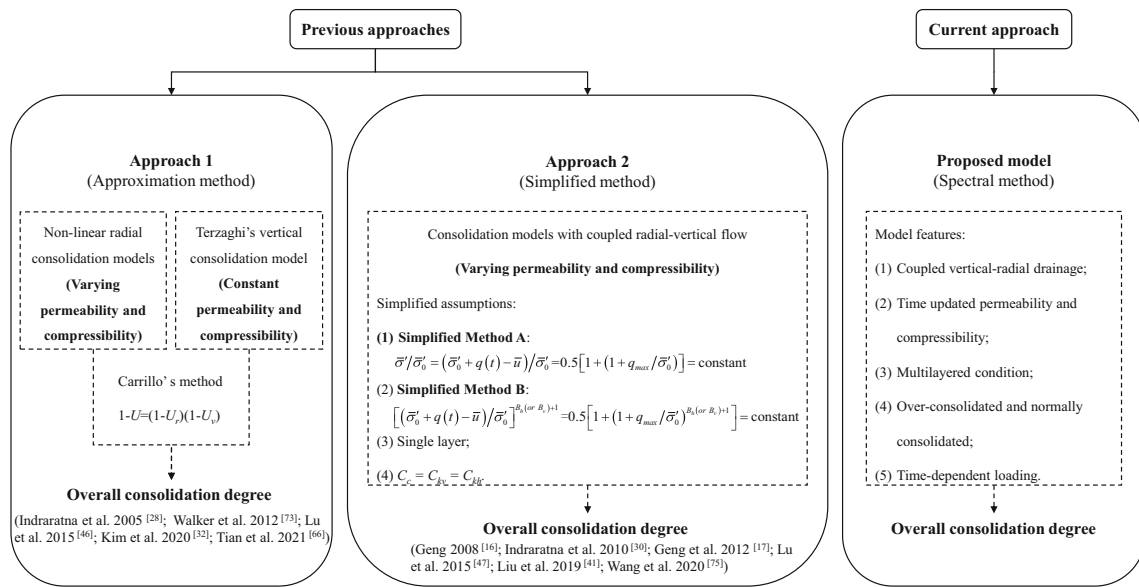 Previous approaches
Current approach
Approach 1
(Approximation method)
Non-linear radial
consolidation models
(Varying
permeability and
compressibility)
Terzaghi's vertical
consolidation model
(Constant
permeability and
compressibility)
Carrillo's method
1-U=(1-Uᵣ)(1-Uᵥ)
Overall consolidation degree
(Indraratna et al. 2005 [28]; Walker et al. 2012 [73]; Lu
et al. 2015 [46]; Kim et al. 2020 [32]; Tian et al. 2021 [66])
Approach 2
(Simplified method)
Consolidation models with coupled radial-vertical flow
(Varying permeability and compressibility)
Simplified assumptions:
(1) Simplified Method A:
σ̄′/σ̄′₀ = (σ̄′₀ + q(t) − ū)/σ̄′₀ =0.5[1+(1+q_max/σ̄′₀)] = constant
(2) Simplified Method B:
[(σ̄′₀ + q(t) − ū)/σ̄′₀]^{B_h(or B_v)+1} =0.5[1+(1+q_max/σ̄′₀)^{B_h(or B_v)+1}] = constant
(3) Single layer;
(4) C_c = C_kv = C_kh.
Overall consolidation degree
(Geng 2008 [16]; Indraratna et al. 2010 [30]; Geng et al. 2012 [17]; Lu
et al. 2015 [47]; Liu et al. 2019 [41]; Wang et al. 2020 [75])
Proposed model
(Spectral method)
Model features:
(1) Coupled vertical-radial drainage;
(2) Time updated permeability and
compressibility;
(3) Multilayered condition;
(4) Over-consolidated and normally
consolidated;
(5) Time-dependent loading.
Overall consolidation degree